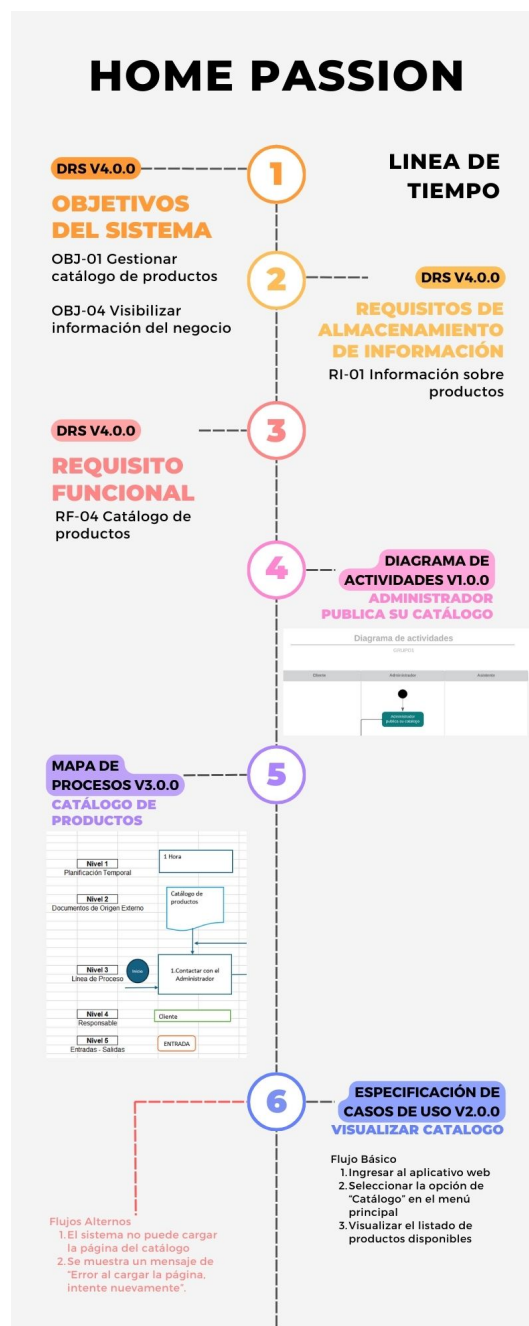 HOME PASSION
LINEA DE
TIEMPO
DRS V4.0.0
1
OBJETIVOS
DEL SISTEMA
OBJ-01 Gestionar
catálogo de productos
OBJ-04 Visibilizar
información del negocio
2
DRS V4.0.0
REQUISITOS DE
ALMACENAMIENTO
DE INFORMACIÓN
RI-01 Información sobre
productos
3
DRS V4.0.0
REQUISITO
FUNCIONAL
RF-04 Catálogo de
productos
4
DIAGRAMA DE
ACTIVIDADES V1.0.0
ADMINISTRADOR
PUBLICA SU CATÁLOGO
Diagrama de actividades
Cliente
Administrador
Asistente
Administrador
publica su catálogo
5
MAPA DE
PROCESOS V3.0.0
CATÁLOGO DE
PRODUCTOS
Nivel 1
Planificación Temporal
1 Hora
Nivel 2
Documentos de Origen Externo
Catálogo de
productos
Nivel 3
Línea de Proceso
Inicio
1.Contactar con el
Administrador
Nivel 4
Responsable
Cliente
Nivel 5
Entradas - Salidas
ENTRADA
6
ESPECIFICACIÓN DE
CASOS DE USO V2.0.0
VISUALIZAR CATALOGO
Flujo Básico
1.Ingresar al aplicativo web
2.Seleccionar la opción de
“Catálogo” en el menú
principal
3.Visualizar el listado de
productos disponibles
Flujos Alternos
1.El sistema no puede cargar
la página del catálogo
2.Se muestra un mensaje de
“Error al cargar la página,
intente nuevamente”.